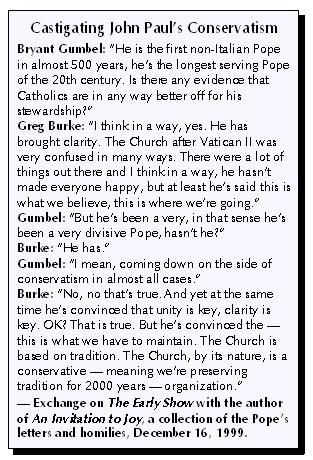 Castigating John Paul's Conservatism
Bryant Gumbel: "He is the first non-Italian Pope
in almost 500 years, he's the longest serving Pope
of the 20th century. Is there any evidence that
Catholics are in any way better off for his
stewardship?"
Greg Burke: "I think in a way, yes. He has
brought clarity. The Church after Vatican II was
very confused in many ways. There were a lot of
things out there and I think in a way, he hasn't
made everyone happy, but at least he's said this is
what we believe, this is where we're going."
Gumbel: "But he's been a very, in that sense he's
been a very divisive Pope, hasn't he?"
Burke: "He has."
Gumbel: "I mean, coming down on the side of
conservatism in almost all cases."
Burke: "No, no that's true. And yet at the same
time he's convinced that unity is key, clarity is
key. OK? That is true. But he's convinced the —
this is what we have to maintain. The Church is
based on tradition. The Church, by its nature, is a
conservative — meaning we're preserving
tradition for 2000 years — organization."
— Exchange on The Early Show with the author
of An Invitation to Joy, a collection of the Pope's
letters and homilies, December 16, 1999.